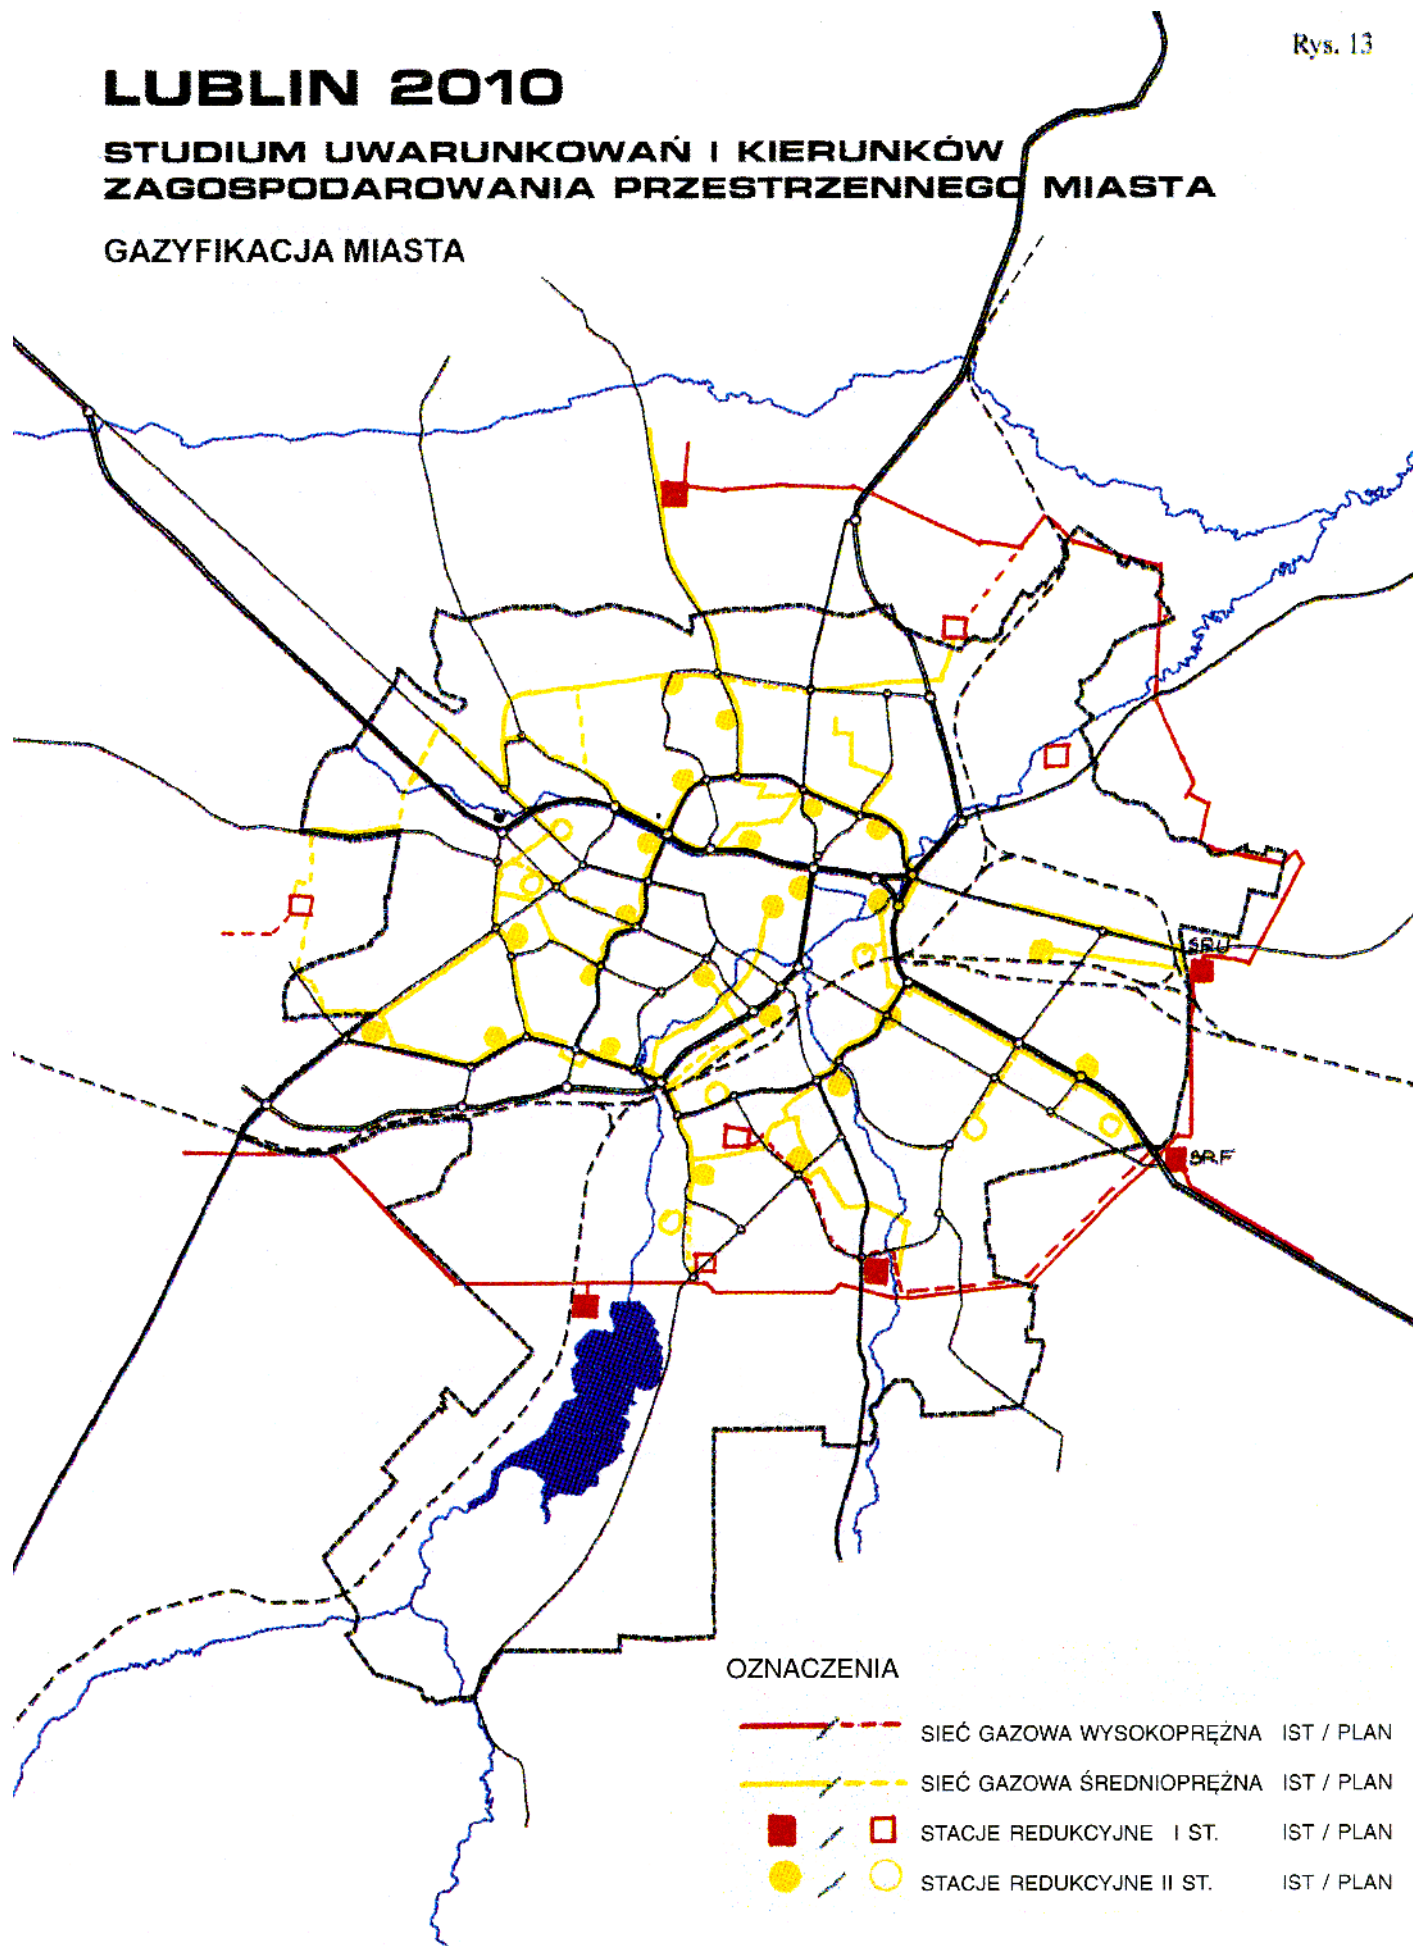 Rys. 13
LUBLIN 2010
STUDIUM UWARUNKOWAŃ I KIERUNKÓW
ZAGOSPODAROWANIA PRZESTRZENNEGO MIASTA
GAZYFIKACJA MIASTA
SRF
OZNACZENIA
SIEĆ GAZOWA WYSOKOPRĘŻNA IST / PLAN
SIEĆ GAZOWA ŚREDNIOPRĘŻNA IST / PLAN
STACJE REDUKCYJNE I ST. IST / PLAN
STACJE REDUKCYJNE II ST. IST / PLAN